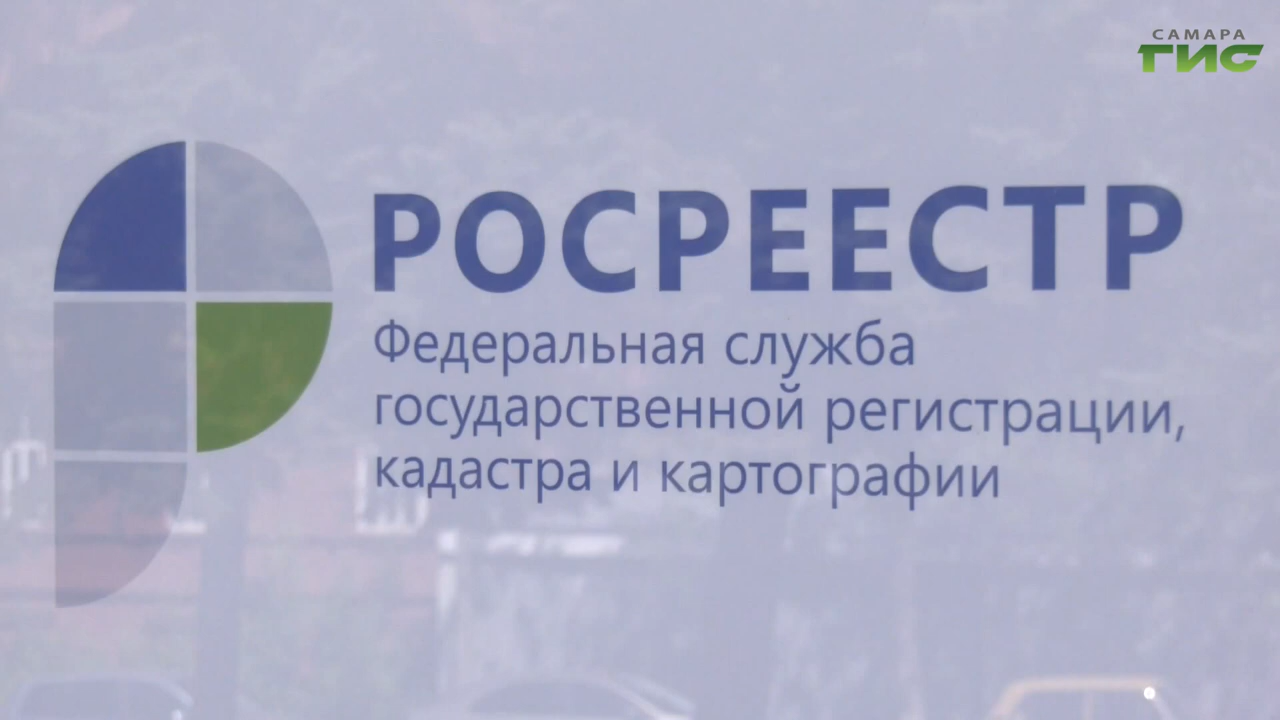 САМАРА
ГИС
РОСРЕЕСТР
Федеральная служба
государственной регистрации,
кадастра и картографии